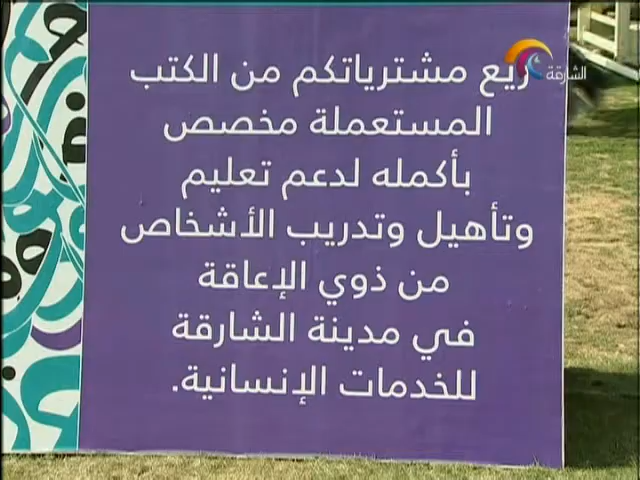 ريع مشترياتكم من الكتب
المستعملة مخصص
بأكمله لدعم تعليم
وتأهيل وتدريب الأشخاص
من ذوي الإعاقة
في مدينة الشارقة
للخدمات الإنسانية.
الشارقة